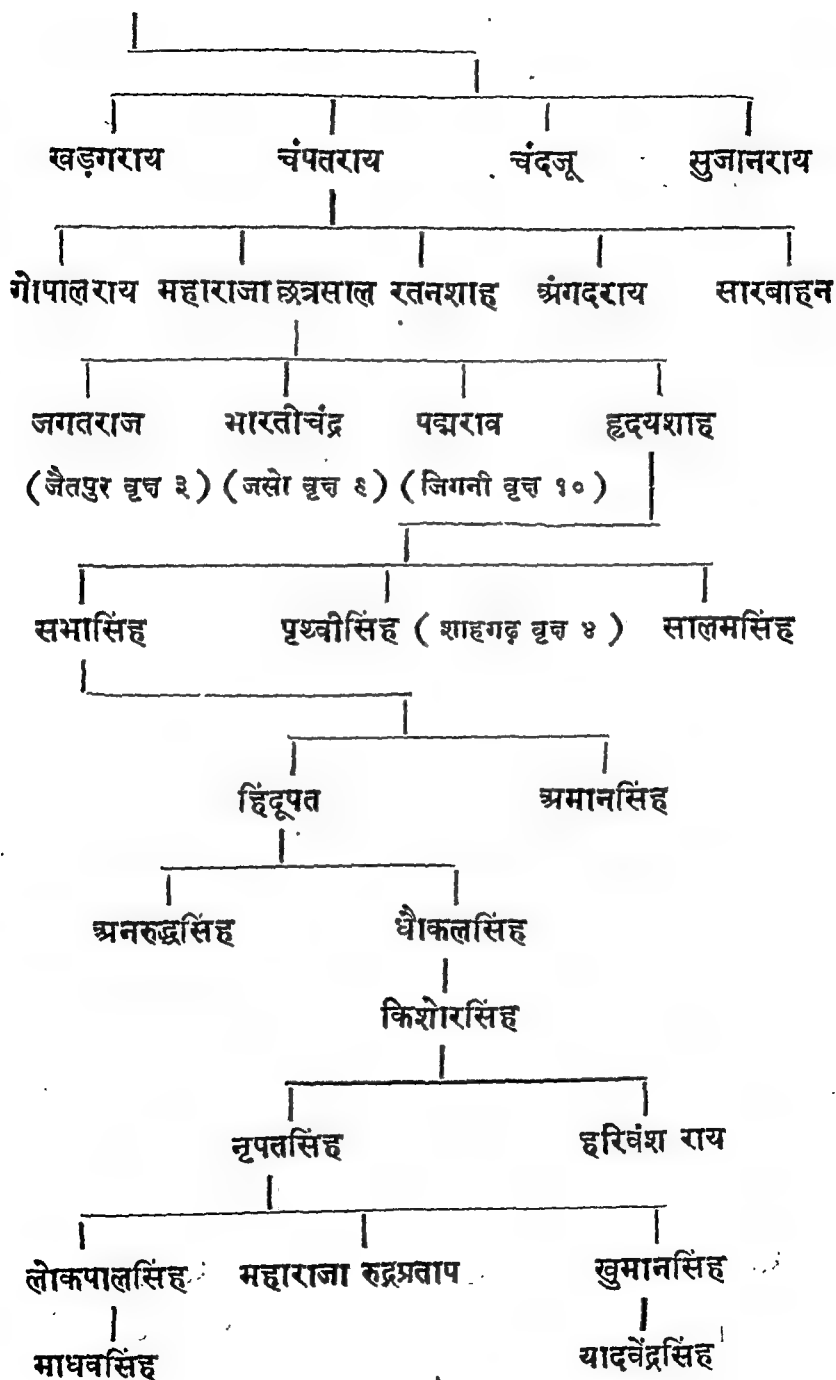 खड़गराय चंपतराय चंदजू सुजानराय
गोपालराय महाराजा छत्रसाल रतनशाह अंगदराय सारबाहन
जगतराज भारतीचंद्र पद्मराव हृदयशाह
(जैतपुर वृत्त ३) (जसो वृत्त ६) (जिगनी वृत्त १०)
सभासिंह पृथ्वीसिंह (शाहगढ़ वृत्त ४) सालमसिंह
हिंदूपत अमानसिंह
अनरुद्धसिंह धौकलसिंह
किशोरसिंह
नृपतसिंह हरिवंश राय
लोकपालसिंह महाराजा रुद्रप्रताप खुमानसिंह
माधवसिंह यादवेंद्रसिंह